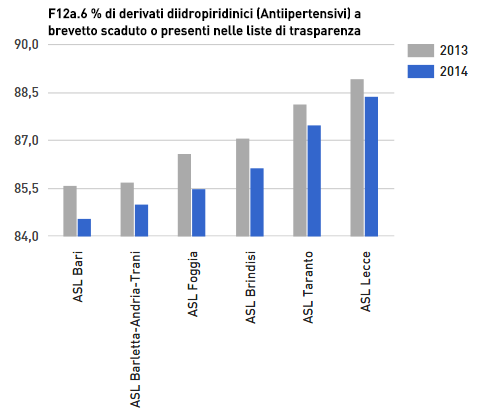 F12a.6 % di derivati diidropiridinici (Antiipertensivi) a
brevetto scaduto o presenti nelle liste di trasparenza
2013
2014
90,0
88,5
87,0
85,5
84,0
ASL Bari
ASL Barletta-Andria-Trani
ASL Foggia
ASL Brindisi
ASL Taranto
ASL Lecce